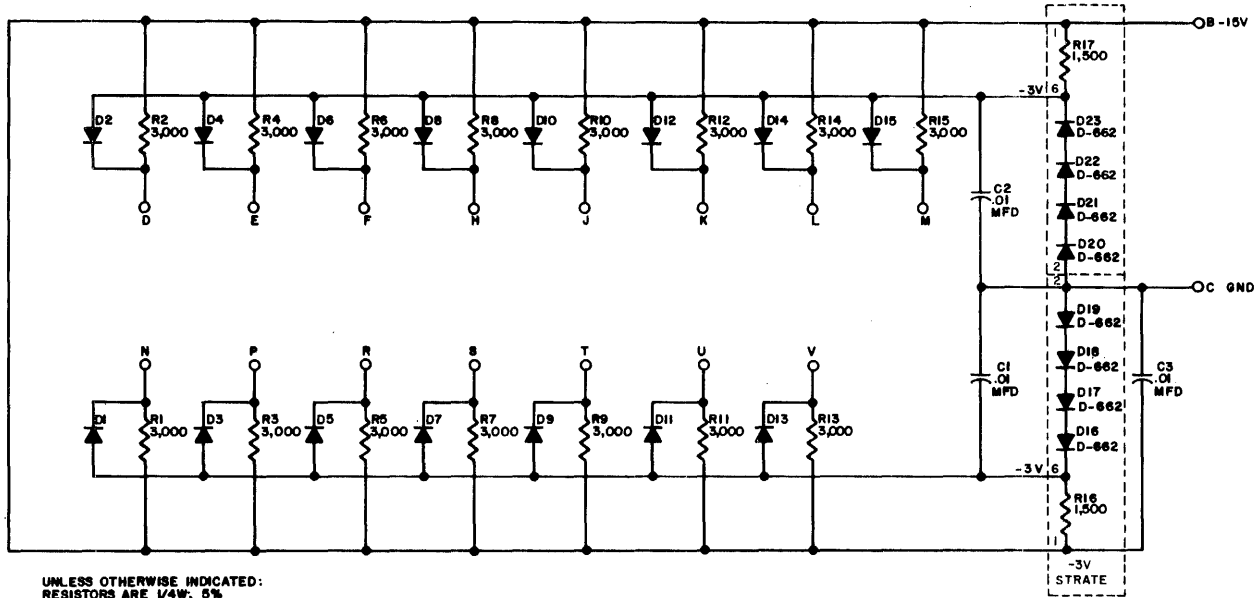 B -15V
1
R17
1,500
-3V 6
D2
R2
3,000
D4
R4
3,000
D6
R6
3,000
D8
R8
3,000
D10
R10
3,000
D12
R12
3,000
D14
R14
3,000
D15
R15
3,000
D23
D-662
D22
D-662
D21
D-662
D20
D-662
C2
.01
MFD
D
E
F
H
J
K
L
M
2
2
C GND
D19
D-662
D18
D-662
D17
D-662
D16
D-662
C1
.01
MFD
C3
.01
MFD
N
P
R
S
T
U
V
D1
R1
3,000
D3
R3
3,000
D5
R5
3,000
D7
R7
3,000
D9
R9
3,000
D11
R11
3,000
D13
R13
3,000
-3V 6
R16
1,500
1
-3V
STRATE
UNLESS OTHERWISE INDICATED:
RESISTORS ARE 1/4W; 5%